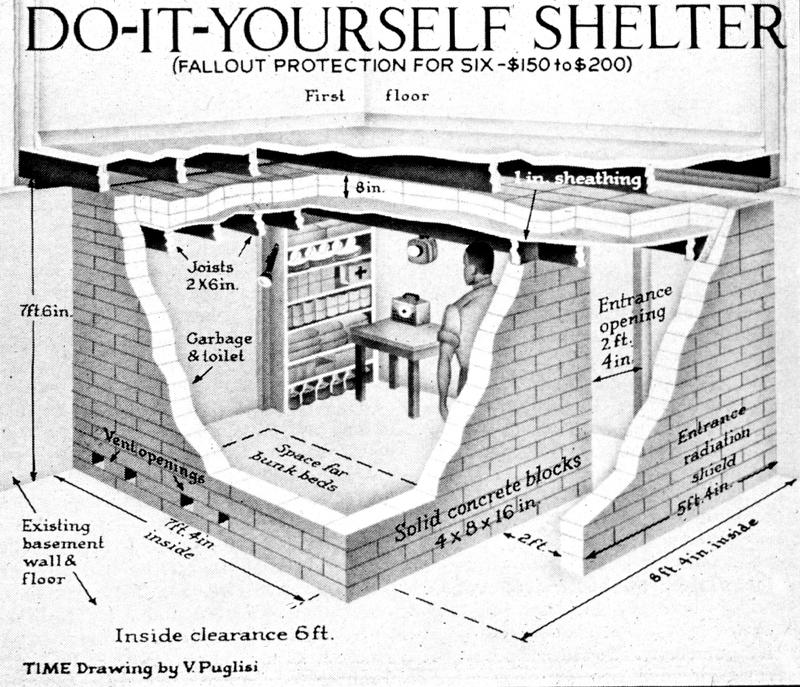 DO-IT-YOURSELF SHELTER
(FALLOUT PROTECTION FOR SIX-$150 to $200)
First floor
8in.
1 in. sheathing
Joists
2X6in.
7ft.6in.
Garbage
& toilet
Entrance
opening
2 ft.
4in.
Vent openings
Space for
bunk beds
Solid concrete blocks
4 x 8 x 16 in.
Entrance
radiation
shield
5ft.4in.
Existing
basement
wall &
floor
7ft.4in.
inside
2ft.
8ft.4in.inside
Inside clearance 6ft.
TIME Drawing by V. Puglisi